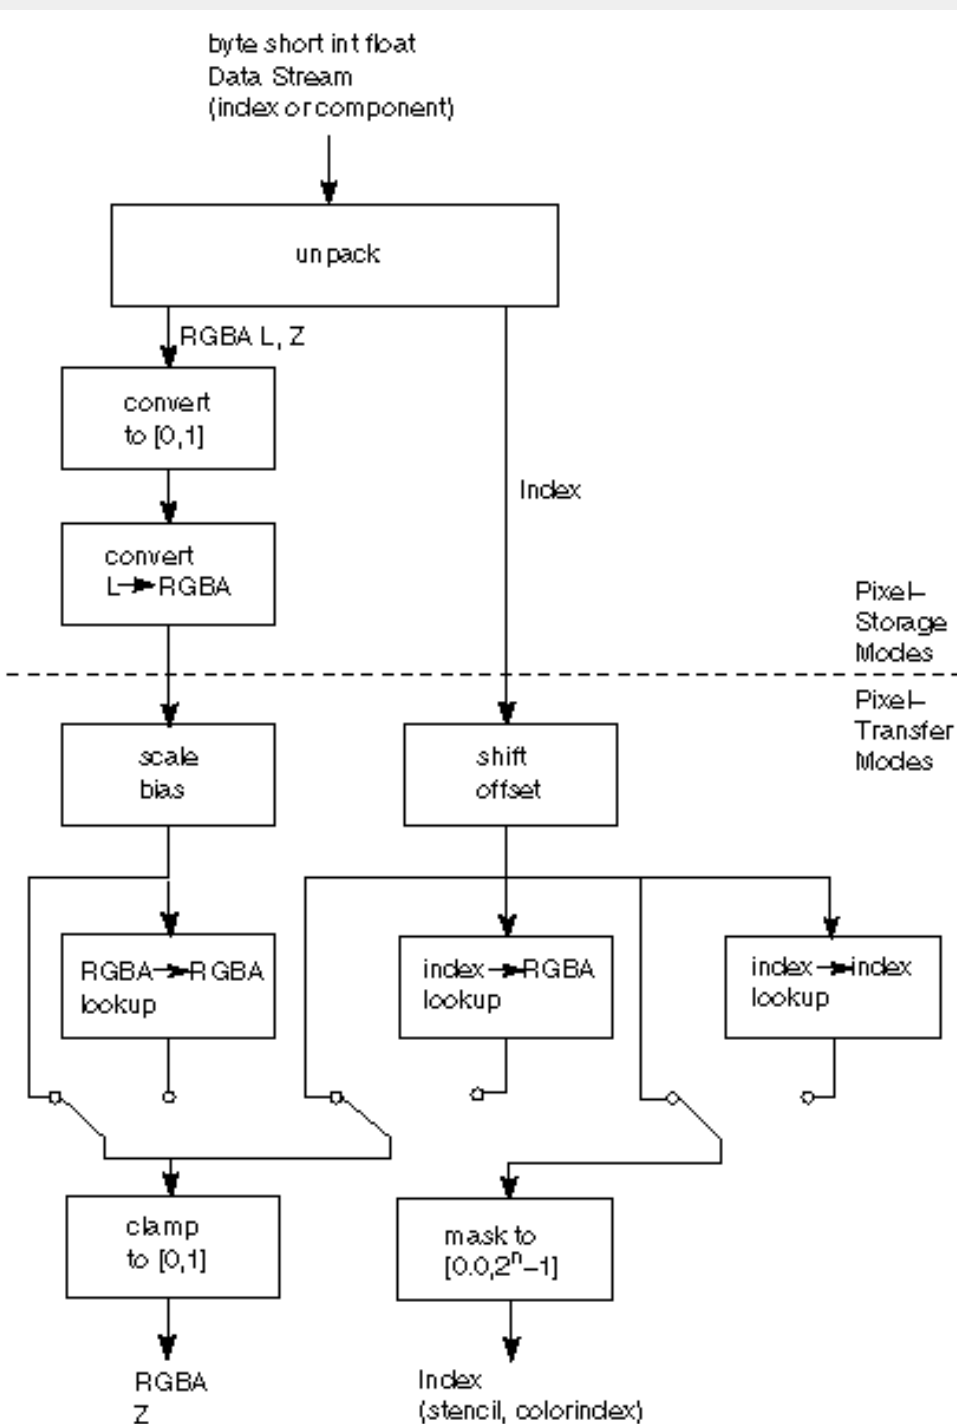 byte short int float
Data Stream
(index or component)
unpack
RGBA L, Z
convert
to [0,1]
Index
convert
L→RGBA
Pixel–
Storage
Modes
Pixel–
Transfer
Modes
scale
bias
shift
offset
RGBA→RGBA
lookup
index→RGBA
lookup
index→index
lookup
clamp
to [0,1]
mask to
[0.0,2ⁿ–1]
RGBA
Z
Index
(stencil, colorindex)